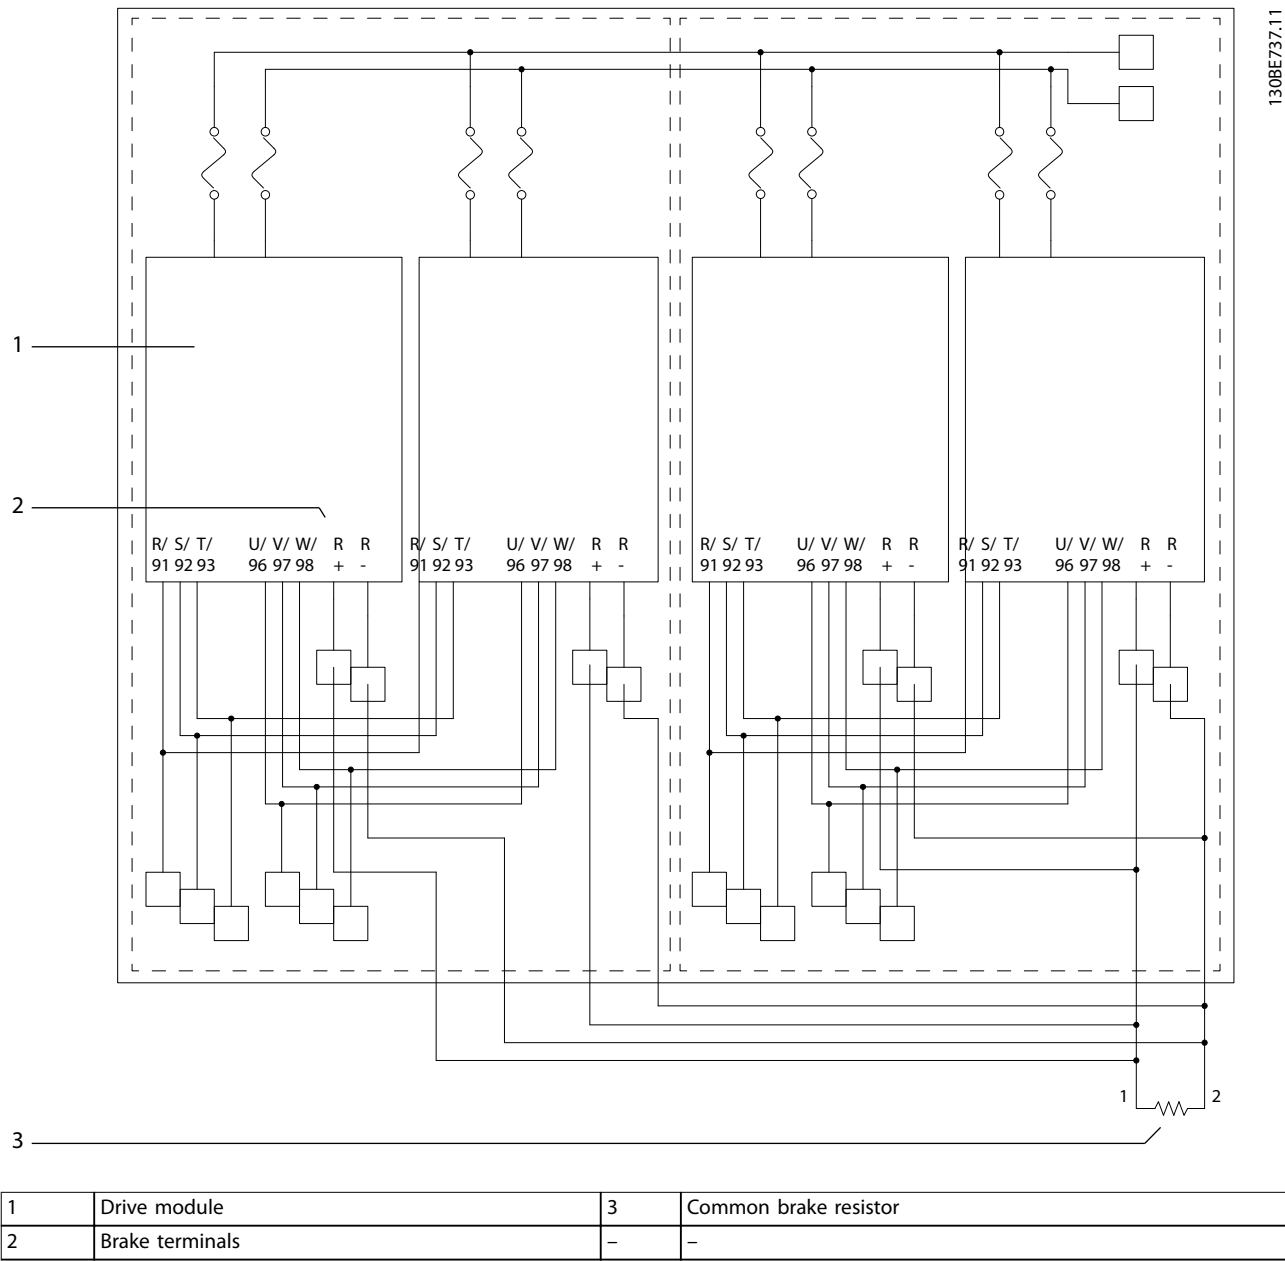 130BE737.11
1
2
R/ S/ T/ U/ V/ W/ R R R/ S/ T/ U/ V/ W/ R R R/ S/ T/ U/ V/ W/ R R R/ S/ T/ U/ V/ W/ R R
91 92 93 96 97 98 + - 91 92 93 96 97 98 + - 91 92 93 96 97 98 + - 91 92 93 96 97 98 + -
1 2
3
1 Drive module 3 Common brake resistor
2 Brake terminals – –